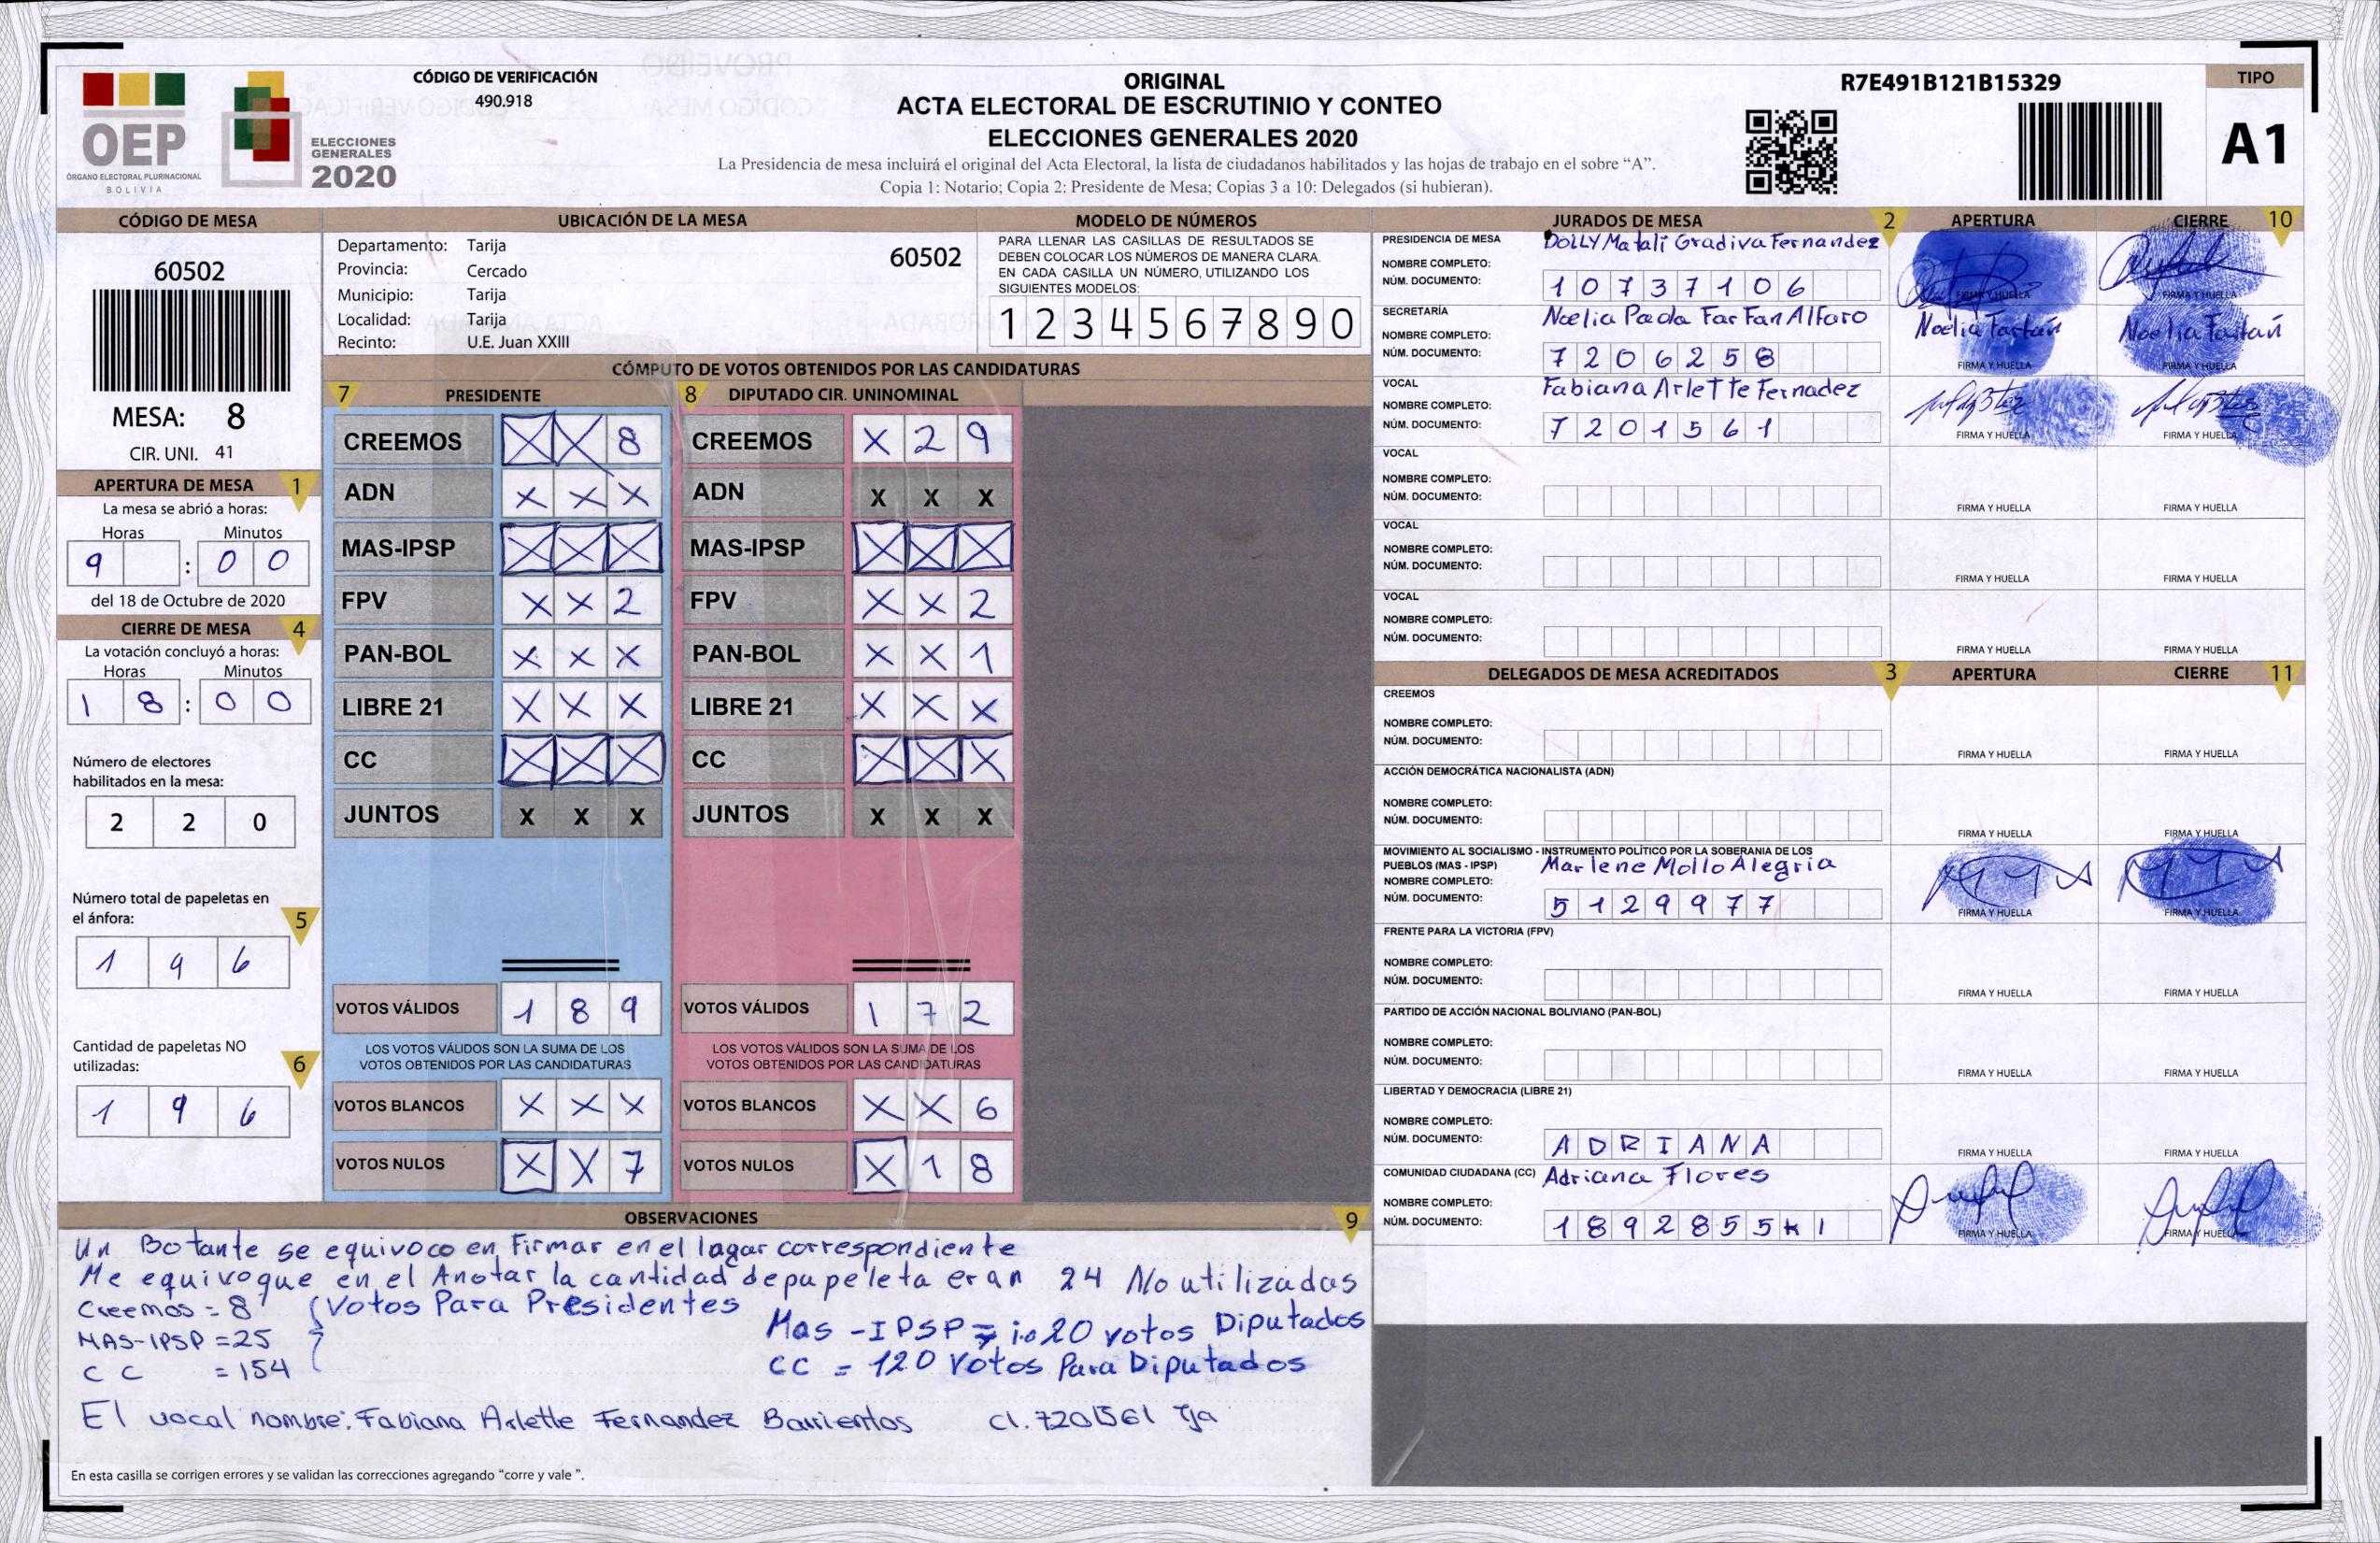 CÓDIGO DE VERIFICACIÓN
490.918
ORIGINAL
ACTA ELECTORAL DE ESCRUTINIO Y CONTEO
ELECCIONES GENERALES 2020
La Presidencia de mesa incluirá el original del Acta Electoral, la lista de ciudadanos habilitados y las hojas de trabajo en el sobre “A”.
Copia 1: Notario; Copia 2: Presidente de Mesa; Copias 3 a 10: Delegados (si hubieran).
R7E491B121B15329
TIPO
A1
OEP
ÓRGANO ELECTORAL PLURINACIONAL
BOLIVIA
ELECCIONES
GENERALES
2020
CÓDIGO DE MESA
60502
MESA: 8
CIR. UNI. 41
APERTURA DE MESA 1
La mesa se abrió a horas:
Horas Minutos
9 : 0 0
del 18 de Octubre de 2020
CIERRE DE MESA 4
La votación concluyó a horas:
Horas Minutos
1 8 : 0 0
Número de electores
habilitados en la mesa:
2 2 0
Número total de papeletas en
el ánfora: 5
1 9 6
Cantidad de papeletas NO
utilizadas: 6
1 9 6
UBICACIÓN DE LA MESA
Departamento: Tarija
Provincia: Cercado
Municipio: Tarija
Localidad: Tarija
Recinto: U.E. Juan XXIII
60502
MODELO DE NÚMEROS
PARA LLENAR LAS CASILLAS DE RESULTADOS SE
DEBEN COLOCAR LOS NÚMEROS DE MANERA CLARA.
EN CADA CASILLA UN NÚMERO, UTILIZANDO LOS
SIGUIENTES MODELOS:
1 2 3 4 5 6 7 8 9 0
CÓMPUTO DE VOTOS OBTENIDOS POR LAS CANDIDATURAS
7 PRESIDENTE
CREEMOS X X 8
ADN X X X
MAS-IPSP X X X
FPV X X 2
PAN-BOL X X X
LIBRE 21 X X X
CC X X X
JUNTOS X X X
VOTOS VÁLIDOS 1 8 9
LOS VOTOS VÁLIDOS SON LA SUMA DE LOS
VOTOS OBTENIDOS POR LAS CANDIDATURAS
VOTOS BLANCOS X X X
VOTOS NULOS X X 7
8 DIPUTADO CIR. UNINOMINAL
CREEMOS X 2 9
ADN X X X
MAS-IPSP X X X
FPV X X 2
PAN-BOL X X 1
LIBRE 21 X X X
CC X X X
JUNTOS X X X
VOTOS VÁLIDOS 1 7 2
LOS VOTOS VÁLIDOS SON LA SUMA DE LOS
VOTOS OBTENIDOS POR LAS CANDIDATURAS
VOTOS BLANCOS X X 6
VOTOS NULOS X 1 8
OBSERVACIONES 9
Un Botante se equivoco en Firmar en el lagar correspondiente
Me equivoque en el Anotar la cantidad depapeleta eran 24 No utilizadas
Creemos = 8 (Votos Para Presidentes
MAS-IPSP = 25
CC = 154
Mas - IPSP = 20 votos Diputados
CC = 120 Votos Para Diputados
El vocal nombre: Fabiana Arlette Fernandez Barrientos CI. 7201561 Tja
En esta casilla se corrigen errores y se validan las correcciones agregando “corre y vale ”.
JURADOS DE MESA 2 APERTURA CIERRE 10
PRESIDENCIA DE MESA
DOLLY Matali Gradiva Fernandez
NOMBRE COMPLETO:
NÚM. DOCUMENTO: 1 0 7 3 7 1 0 6
FIRMA Y HUELLA FIRMA Y HUELLA
SECRETARÍA
Noelia Paola FarFan Alfaro
NOMBRE COMPLETO:
Noelia Farfán Noelia Farfán
NÚM. DOCUMENTO: 7 2 0 6 2 5 8
FIRMA Y HUELLA FIRMA Y HUELLA
VOCAL
Fabiana Arlette Fernadez
NOMBRE COMPLETO:
NÚM. DOCUMENTO: 7 2 0 1 5 6 1
FIRMA Y HUELLA FIRMA Y HUELLA
VOCAL
NOMBRE COMPLETO:
NÚM. DOCUMENTO:
FIRMA Y HUELLA FIRMA Y HUELLA
VOCAL
NOMBRE COMPLETO:
NÚM. DOCUMENTO:
FIRMA Y HUELLA FIRMA Y HUELLA
VOCAL
NOMBRE COMPLETO:
NÚM. DOCUMENTO:
FIRMA Y HUELLA FIRMA Y HUELLA
DELEGADOS DE MESA ACREDITADOS 3 APERTURA CIERRE 11
CREEMOS
NOMBRE COMPLETO:
NÚM. DOCUMENTO:
FIRMA Y HUELLA FIRMA Y HUELLA
ACCIÓN DEMOCRÁTICA NACIONALISTA (ADN)
NOMBRE COMPLETO:
NÚM. DOCUMENTO:
FIRMA Y HUELLA FIRMA Y HUELLA
MOVIMIENTO AL SOCIALISMO - INSTRUMENTO POLÍTICO POR LA SOBERANIA DE LOS
PUEBLOS (MAS - IPSP) Marlene Mollo Alegria
NOMBRE COMPLETO:
NÚM. DOCUMENTO: 5 1 2 9 9 7 7
FIRMA Y HUELLA FIRMA Y HUELLA
FRENTE PARA LA VICTORIA (FPV)
NOMBRE COMPLETO:
NÚM. DOCUMENTO:
FIRMA Y HUELLA FIRMA Y HUELLA
PARTIDO DE ACCIÓN NACIONAL BOLIVIANO (PAN-BOL)
NOMBRE COMPLETO:
NÚM. DOCUMENTO:
FIRMA Y HUELLA FIRMA Y HUELLA
LIBERTAD Y DEMOCRACIA (LIBRE 21)
NOMBRE COMPLETO:
NÚM. DOCUMENTO: A D R I A N A
FIRMA Y HUELLA FIRMA Y HUELLA
COMUNIDAD CIUDADANA (CC) Adriana Flores
NOMBRE COMPLETO:
NÚM. DOCUMENTO: 1 8 9 2 8 5 5 K 1
FIRMA Y HUELLA FIRMA Y HUELLA